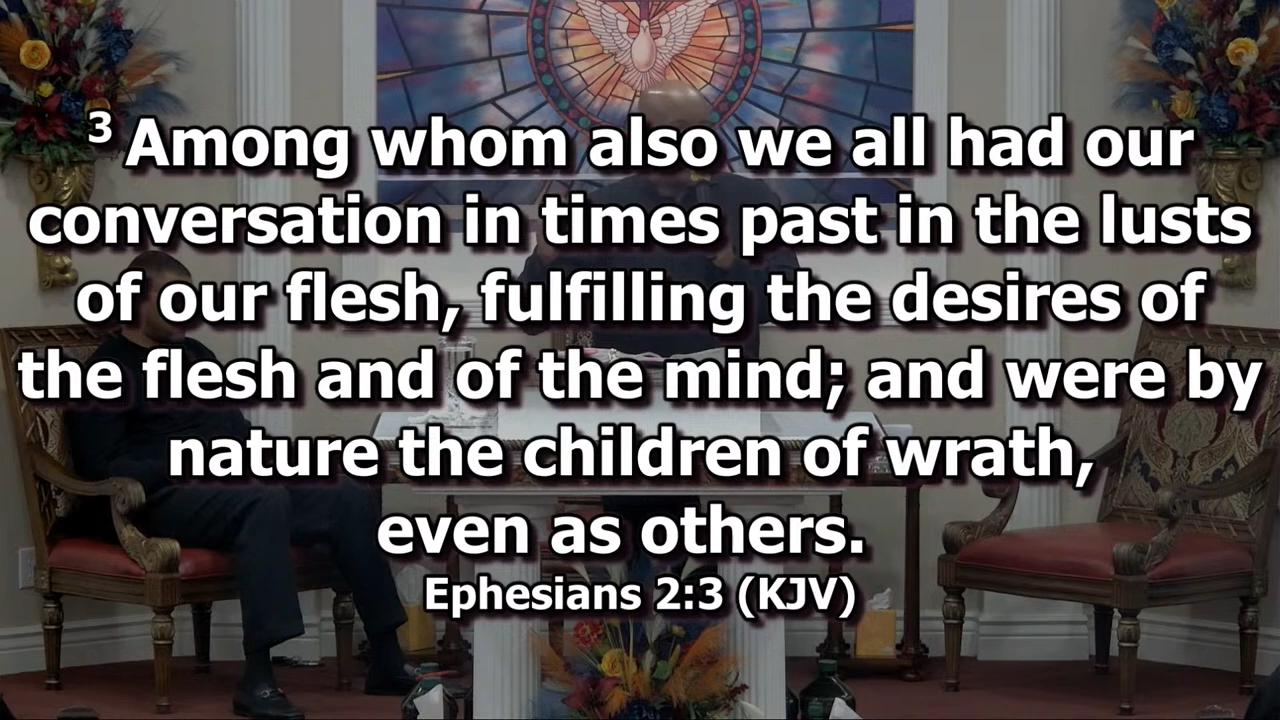 3 Among whom also we all had our
conversation in times past in the lusts
of our flesh, fulfilling the desires of
the flesh and of the mind; and were by
nature the children of wrath,
even as others.
Ephesians 2:3 (KJV)